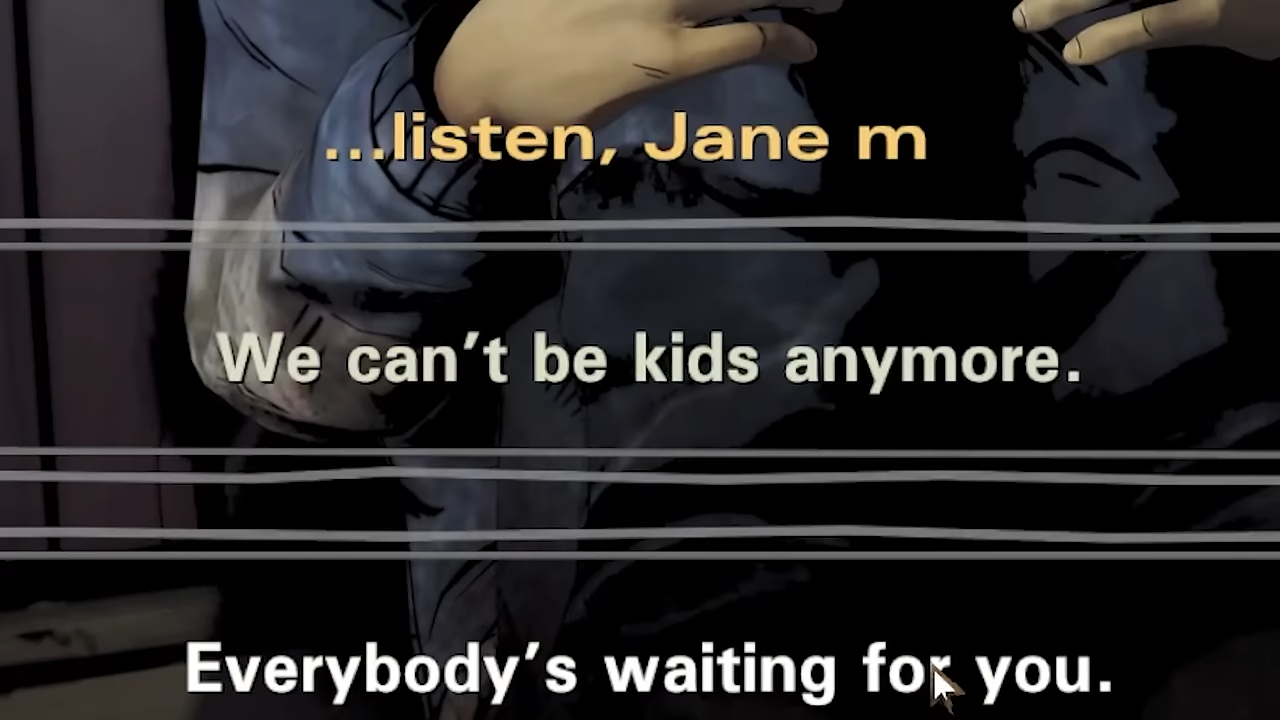 ...listen, Jane m
We can't be kids anymore.
Everybody's waiting for you.